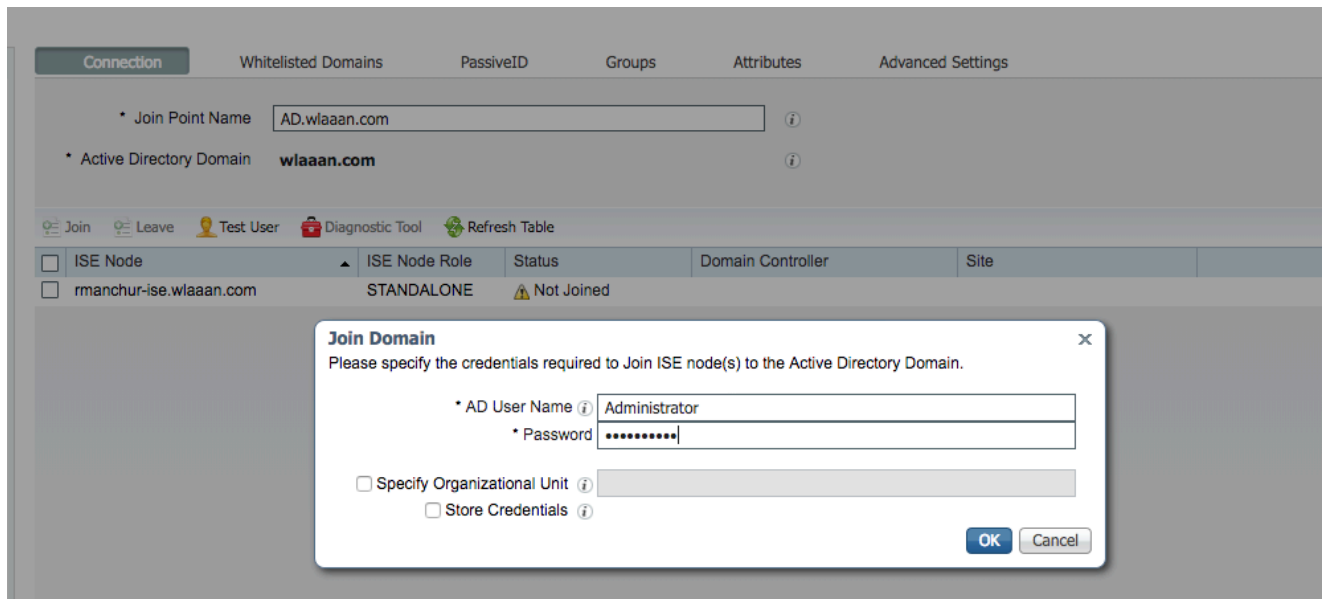 Connection Whitelisted Domains PassiveID Groups Attributes Advanced Settings
* Join Point Name AD.wlaaan.com
* Active Directory Domain wlaaan.com
Join Leave Test User Diagnostic Tool Refresh Table
ISE Node ISE Node Role Status Domain Controller Site
rmanchur-ise.wlaaan.com STANDALONE Not Joined
Join Domain
Please specify the credentials required to Join ISE node(s) to the Active Directory Domain.
* AD User Name Administrator
* Password ••••••••••
Specify Organizational Unit
Store Credentials
OK Cancel